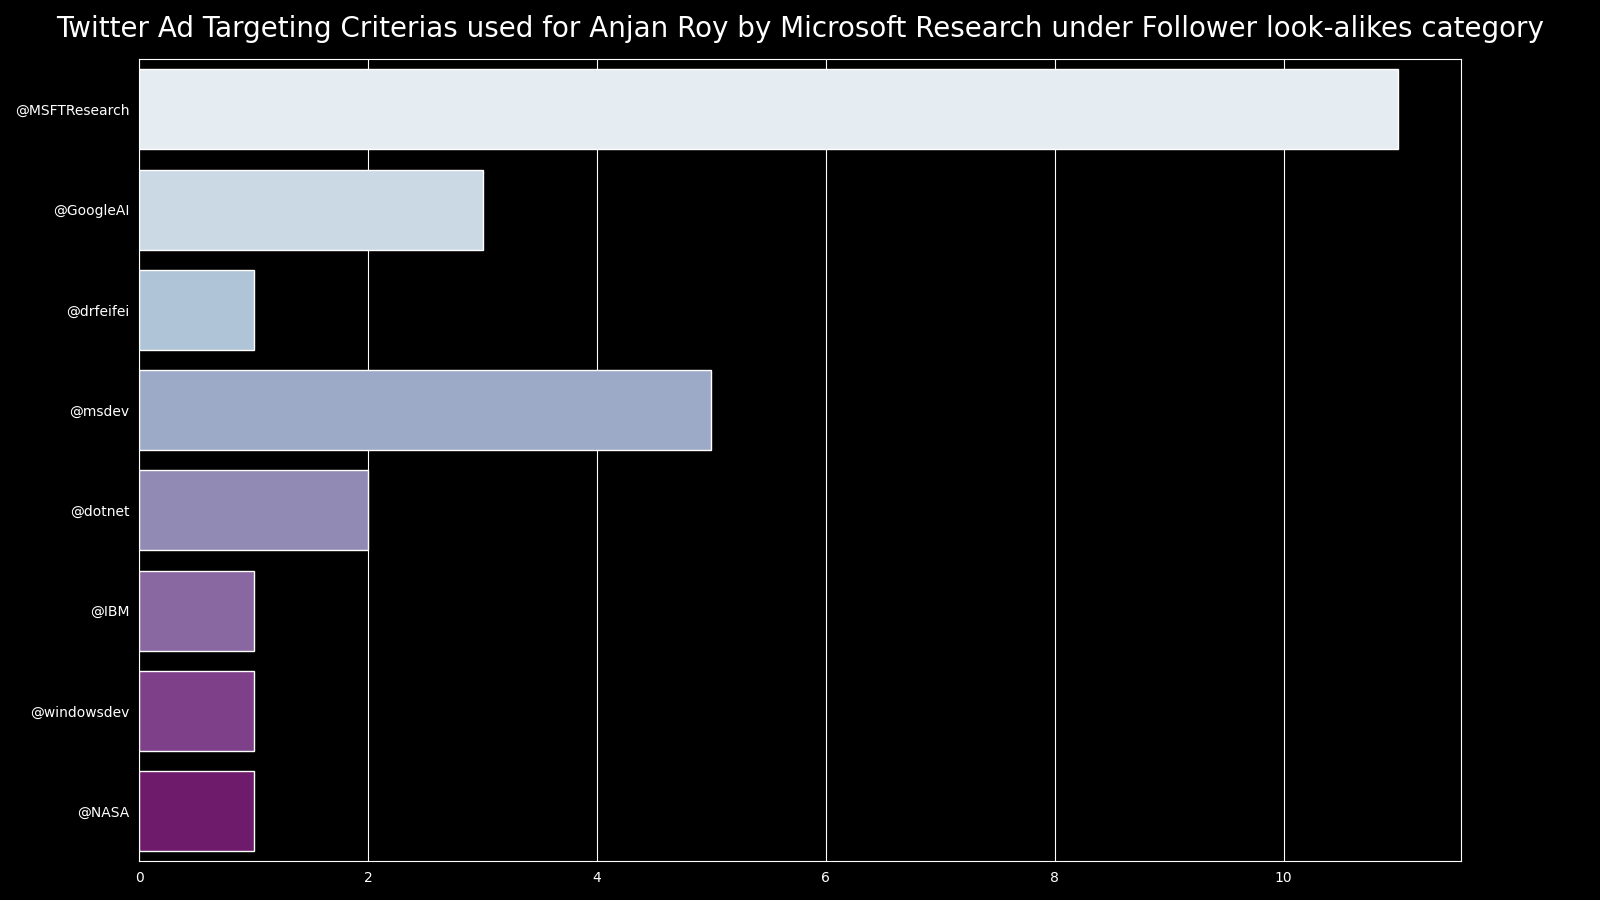 Twitter Ad Targeting Criterias used for Anjan Roy by Microsoft Research under Follower look-alikes category
@MSFTResearch
@GoogleAI
@drfeifei
@msdev
@dotnet
@IBM
@windowsdev
@NASA
0 2 4 6 8 10